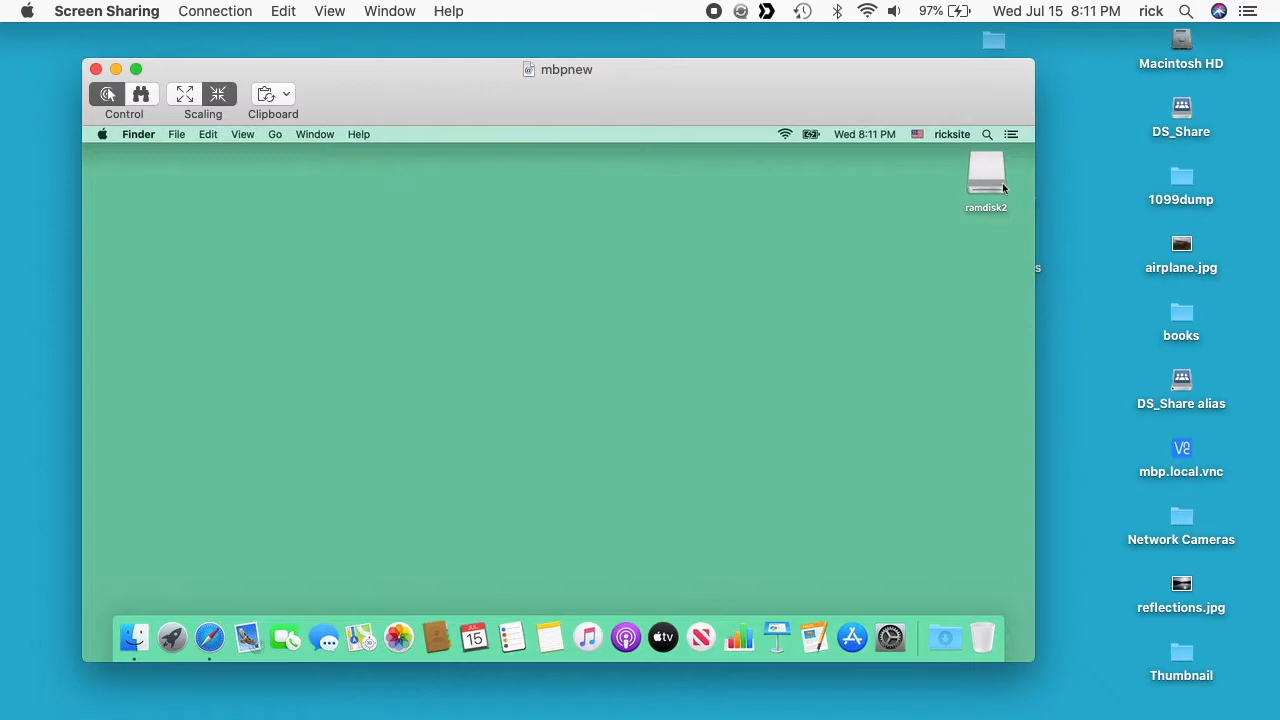 Screen Sharing Connection Edit View Window Help 97% Wed Jul 15 8:11 PM rick
mbpnew
Control Scaling Clipboard
Finder File Edit View Go Window Help Wed 8:11 PM ricksite
ramdisk2
15
tv
s
Macintosh HD
DS_Share
1099dump
airplane.jpg
books
DS_Share alias
VC
mbp.local.vnc
Network Cameras
reflections.jpg
Thumbnail